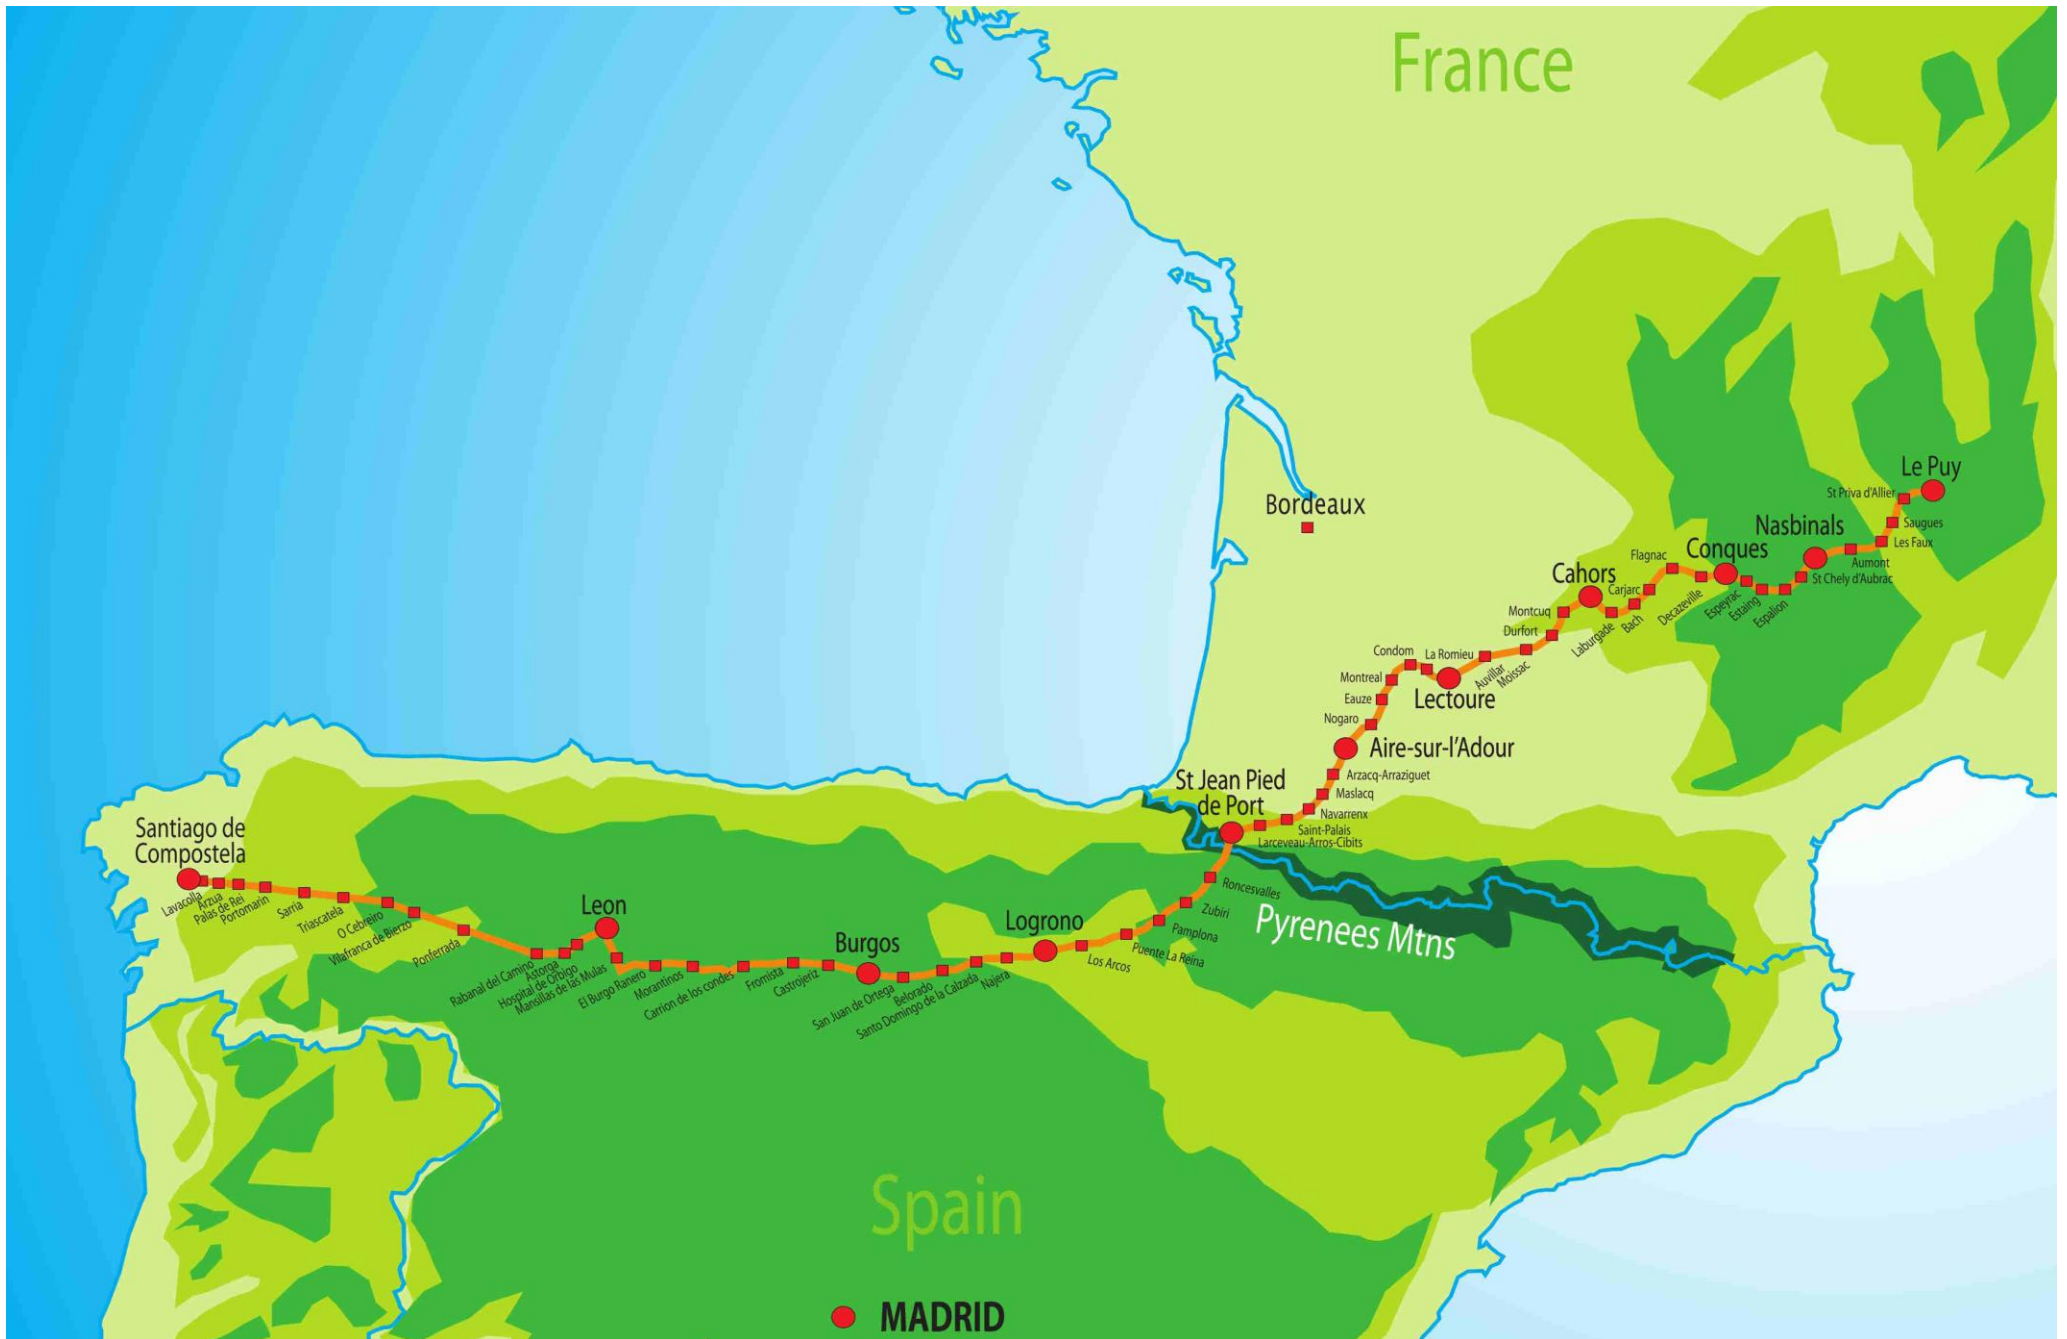 France
Le Puy
St Priva d'Allier
Nasbinals
Saugues
Les Faux
Conques
Flagnac
Aumont
St Chely d'Aubrac
Cahors
Carjarc
Decazeville
Espeyrac
Estaing
Espalion
Bordeaux
Montcuq
Laburgade
Bach
Durfort
Condom
La Romieu
Auvillar
Moissac
Montreal
Lectoure
Eauze
Nogaro
Aire-sur-l'Adour
St Jean Pied
de Port
Arzacq-Arraziguet
Maslacq
Navarrenx
Saint-Palais
Larceveau-Arros-Cibits
Santiago de
Compostela
Lavacolla
Arzua
Palas de Rei
Portomarin
Sarria
Triascatela
O Cebreiro
Vilafranca de Bierzo
Ponferrada
Leon
Rabanal del Camino
Astorga
Hospital de Orbigo
Mansillas de las Mulas
El Burgo Ranero
Morantinos
Carrion de los condes
Fromista
Castrojeriz
Burgos
San Juan de Ortega
Belorado
Santo Domingo de la Calzada
Najera
Logrono
Los Arcos
Puente La Reina
Pamplona
Zubiri
Roncesvalles
Pyrenees Mtns
Spain
MADRID